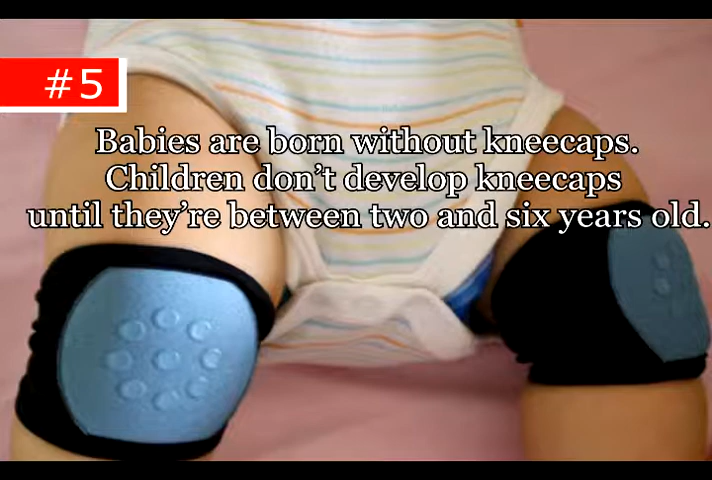 #5
Babies are born without kneecaps.
Children don't develop kneecaps
until they're between two and six years old.